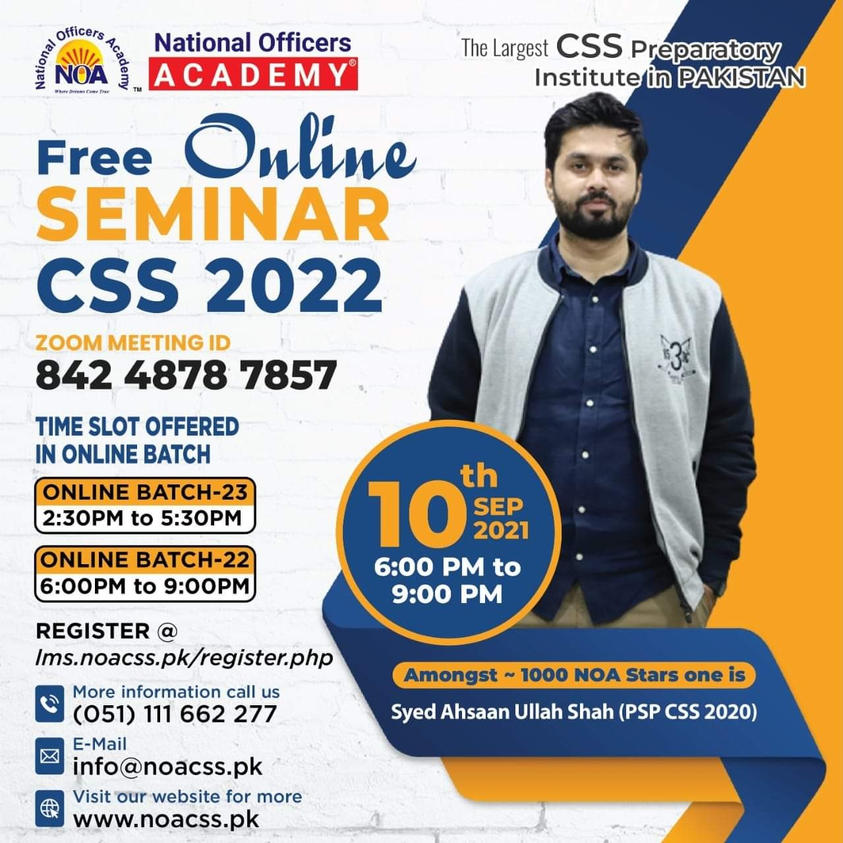 National Officers Academy
NOA
Where Dreams Come True
TM
National Officers
ACADEMY®
The Largest CSS Preparatory
Institute in PAKISTAN
Free Online
SEMINAR
CSS 2022
ZOOM MEETING ID
842 4878 7857
TIME SLOT OFFERED
IN ONLINE BATCH
ONLINE BATCH-23
2:30PM to 5:30PM
ONLINE BATCH-22
6:00PM to 9:00PM
10th
SEP
2021
6:00 PM to
9:00 PM
3
REGISTER @
lms.noacss.pk/register.php
More information call us
(051) 111 662 277
E-Mail
info@noacss.pk
Visit our website for more
www.noacss.pk
Amongst ~ 1000 NOA Stars one is
Syed Ahsaan Ullah Shah (PSP CSS 2020)